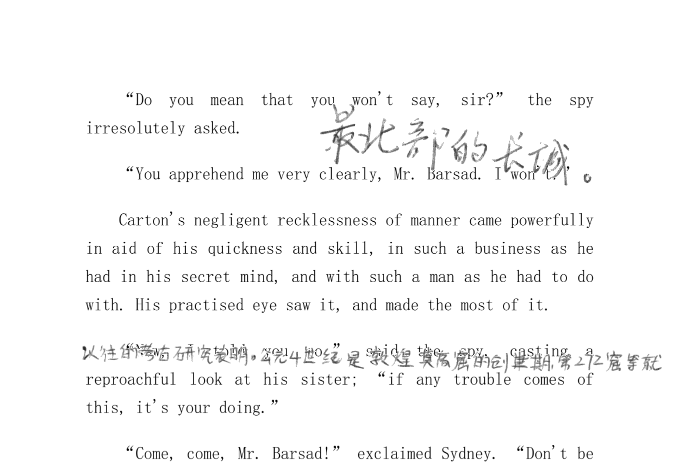 “Do you mean that you won't say, sir?” the spy
irresolutely asked.
最北部的长城。
“You apprehend me very clearly, Mr. Barsad. I won't.”
Carton's negligent recklessness of manner came powerfully
in aid of his quickness and skill, in such a business as he
had in his secret mind, and with such a man as he had to do
with. His practised eye saw it, and made the most of it.
told you so,” said the spy, casting a
以往的考古研究表明,公元4世纪是敦煌莫高窟的创建期,第272窟等就
reproachful look at his sister; “if any trouble comes of
this, it's your doing.”
“Come, come, Mr. Barsad!” exclaimed Sydney. “Don't be